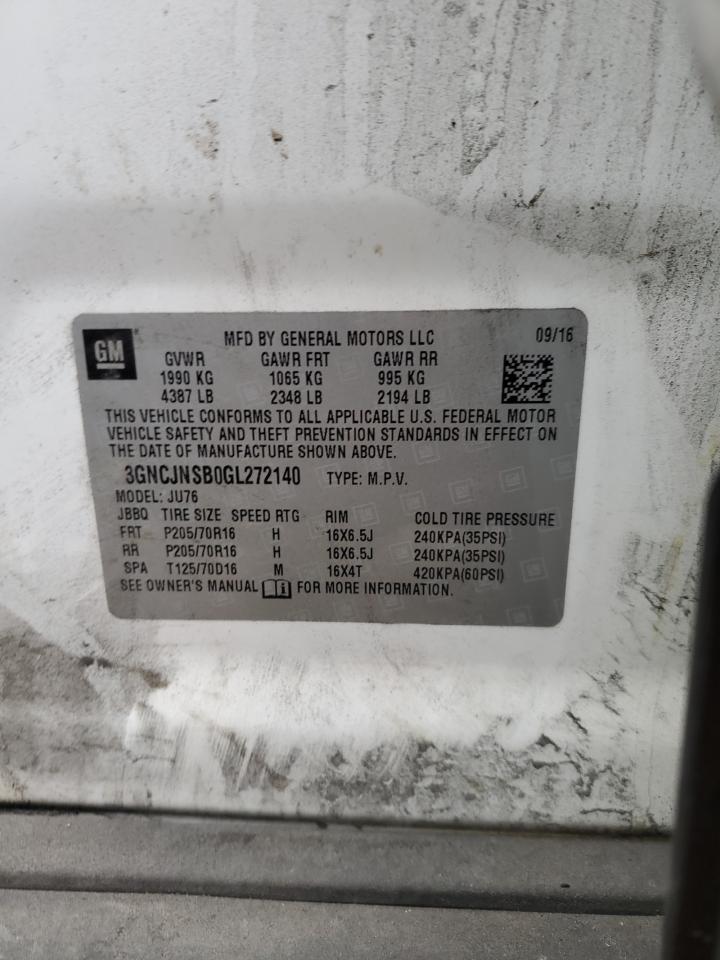 GM
MFD BY GENERAL MOTORS LLC 09/16
GVWR GAWR FRT GAWR RR
1990 KG 1065 KG 995 KG
4387 LB 2348 LB 2194 LB
THIS VEHICLE CONFORMS TO ALL APPLICABLE U.S. FEDERAL MOTOR
VEHICLE SAFETY AND THEFT PREVENTION STANDARDS IN EFFECT ON
THE DATE OF MANUFACTURE SHOWN ABOVE.
3GNCJNSB0GL272140 TYPE: M.P.V.
MODEL: JU76
JBBQ TIRE SIZE SPEED RTG RIM COLD TIRE PRESSURE
FRT P205/70R16 H 16X6.5J 240KPA(35PSI)
RR P205/70R16 H 16X6.5J 240KPA(35PSI)
SPA T125/70D16 M 16X4T 420KPA(60PSI)
SEE OWNER'S MANUAL i FOR MORE INFORMATION.